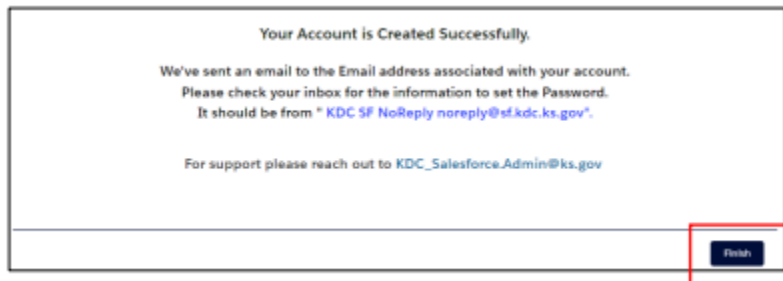 Your Account is Created Successfully.
We've sent an email to the Email address associated with your account.
Please check your inbox for the information to set the Password.
It should be from " KDC SF NoReply noreply@sf.kdc.ks.gov".
For support please reach out to KDC_Salesforce.Admin@ks.gov
Finish